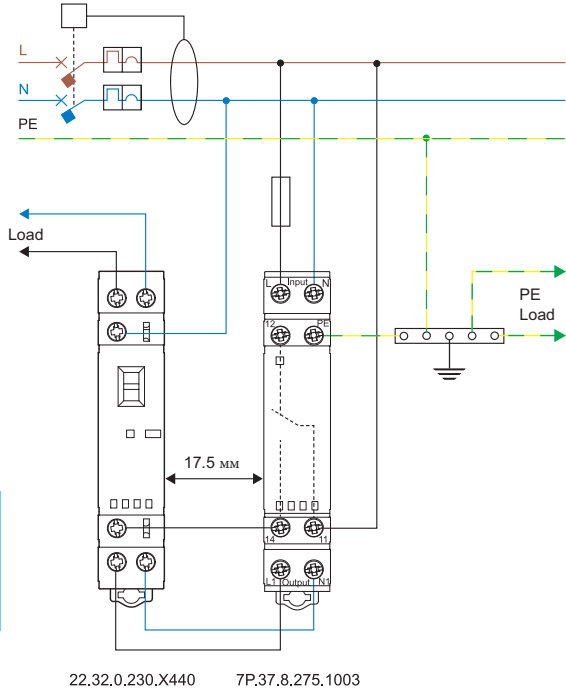 L
N
PE
Load
L Input N
12 PE
PE
Load
17.5 мм
14 11
L1 Output N1
22.32.0.230.X440 7P.37.8.275.1003